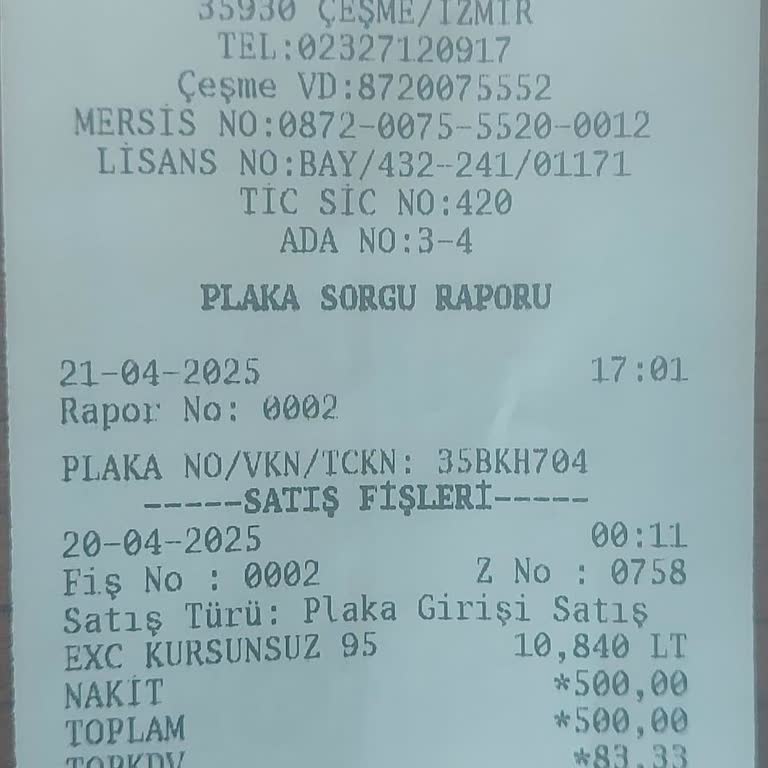 35930 ÇEŞME/İZMİR
TEL:02327120917
Çeşme VD:8720075552
MERSİS NO:0872-0075-5520-0012
LİSANS NO:BAY/432-241/01171
TİC SİC NO:420
ADA NO:3-4
PLAKA SORGU RAPORU
21-04-2025 17:01
Rapor No: 0002
PLAKA NO/VKN/TCKN: 35BKH704
-----SATIŞ FİŞLERİ-----
20-04-2025 00:11
Fiş No : 0002 Z No : 0758
Satış Türü: Plaka Girişi Satış
EXC KURSUNSUZ 95 10,840 LT
NAKİT *500,00
TOPLAM *500,00
TOPKDV *83,33